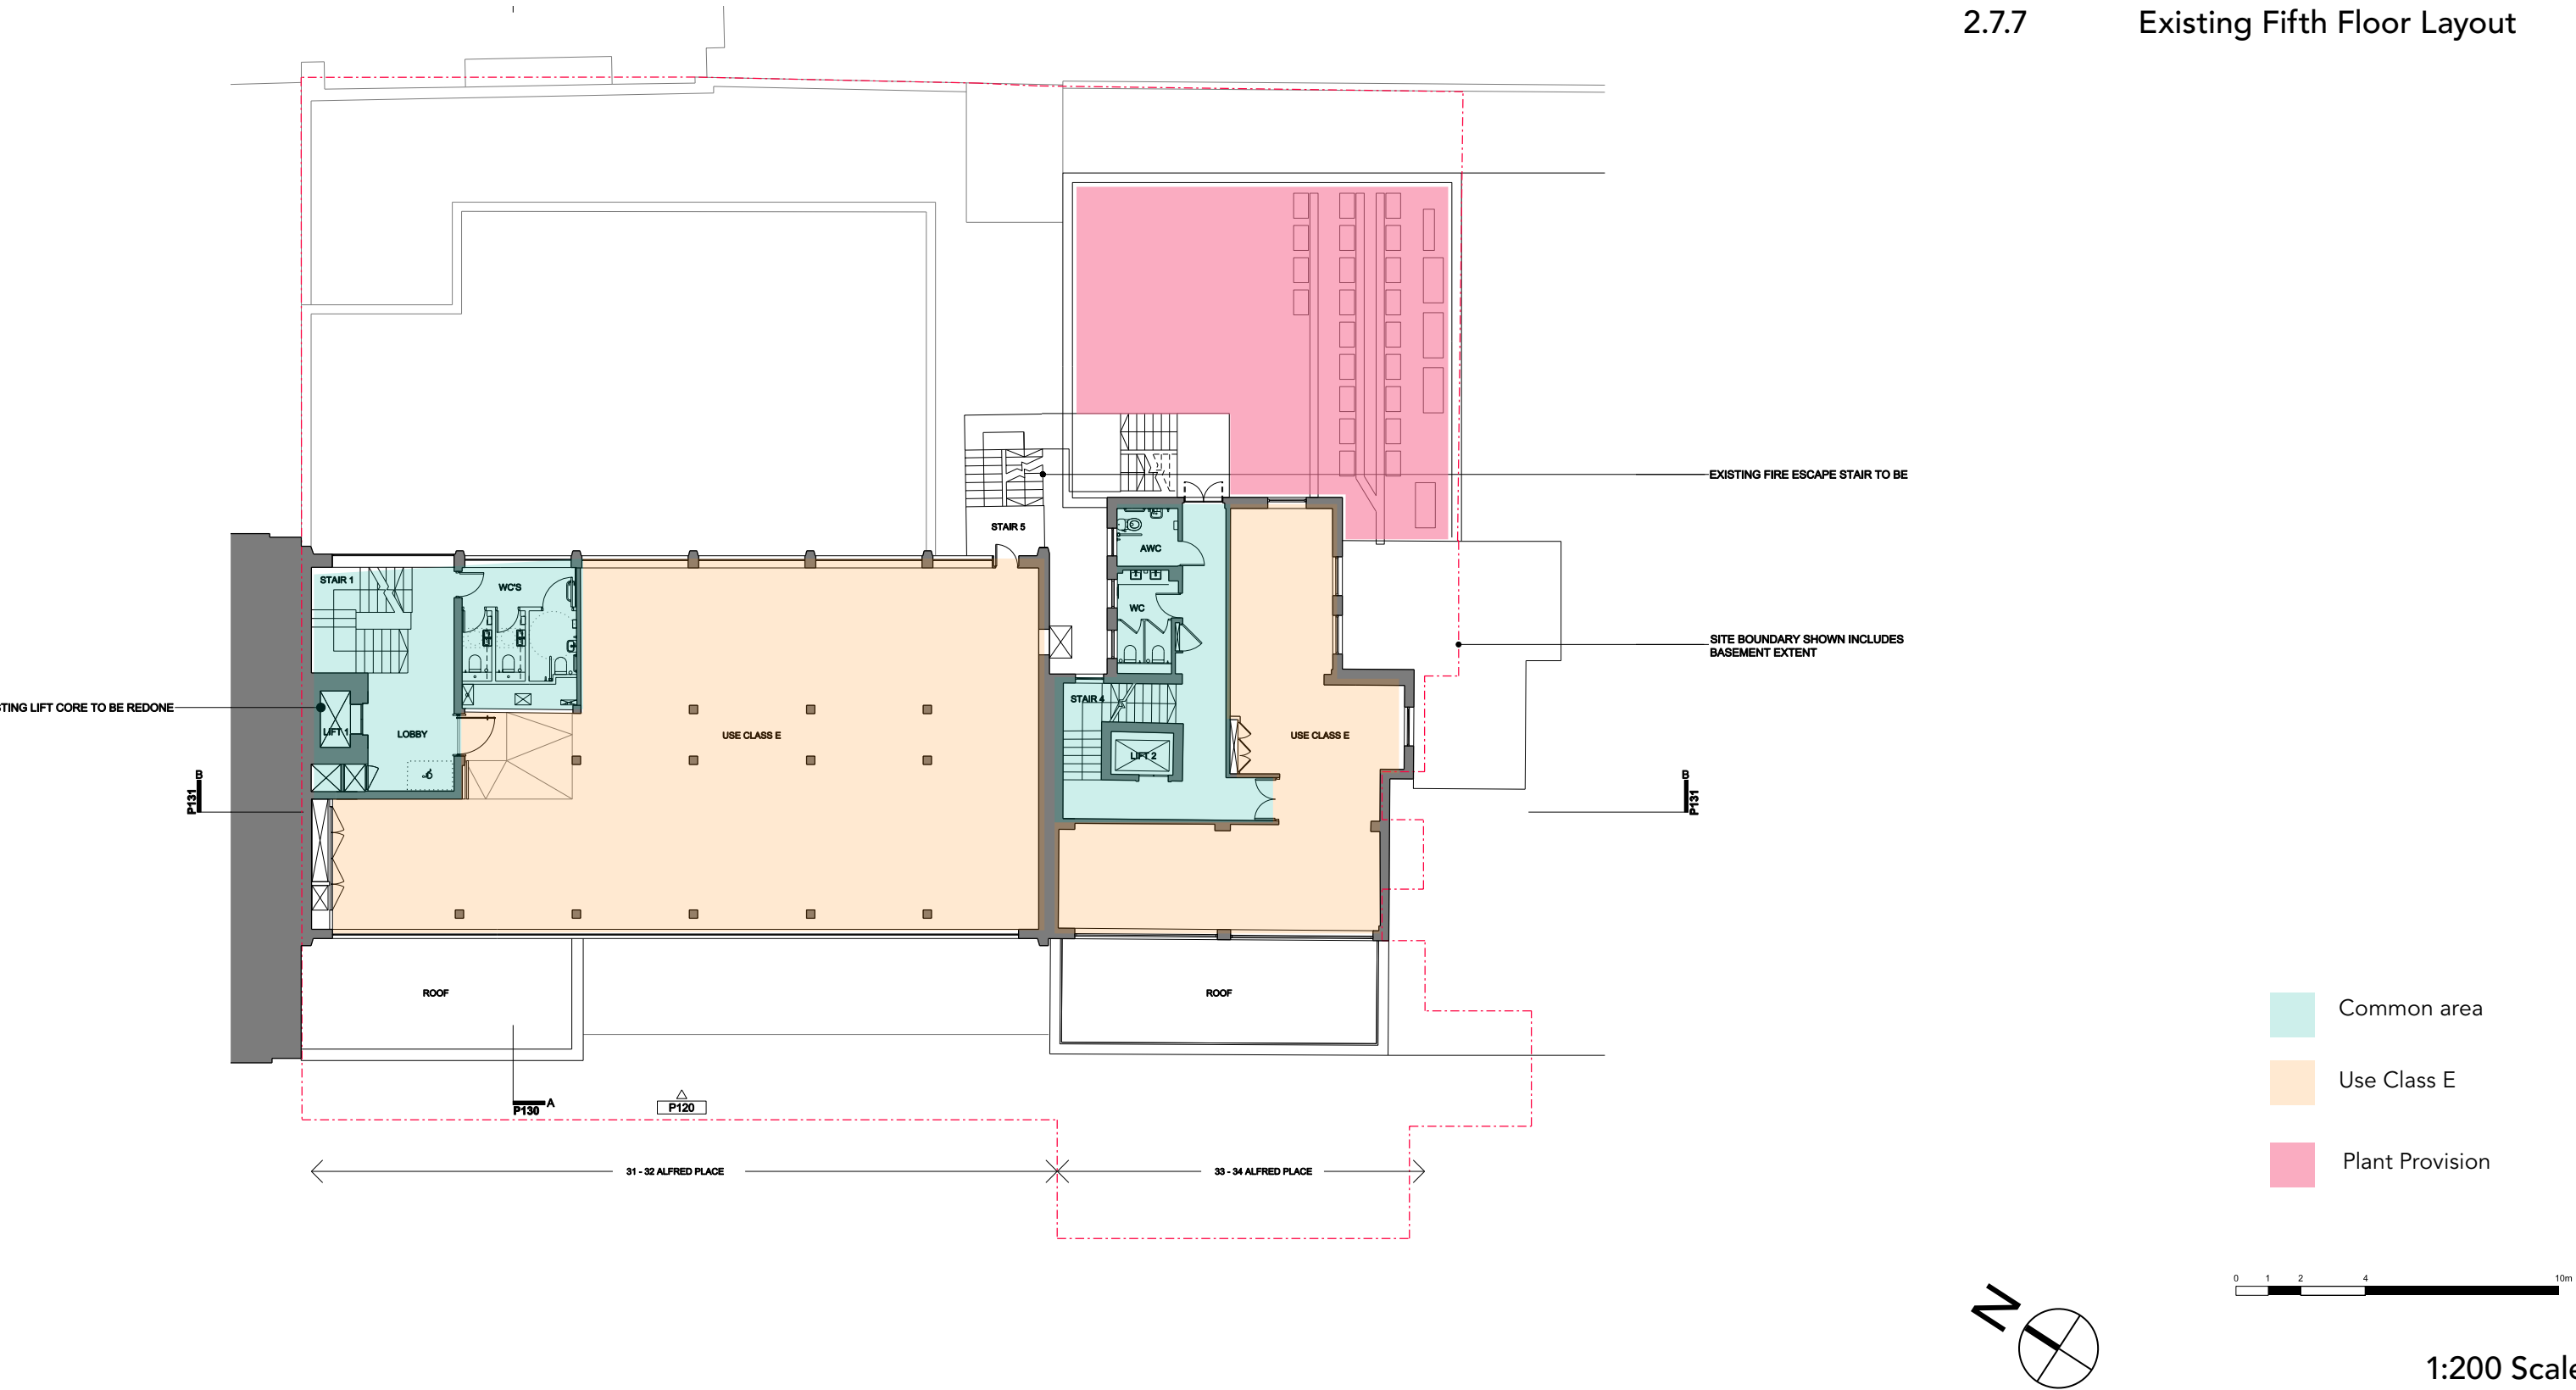 2.7.7 Existing Fifth Floor Layout
EXISTING FIRE ESCAPE STAIR TO BE
STAIR 5
AWC
STAIR 1
WC'S
WC
SITE BOUNDARY SHOWN INCLUDES
BASEMENT EXTENT
STAIR 4
STING LIFT CORE TO BE REDONE
LIFT 1
LOBBY
USE CLASS E
USE CLASS E
LIFT 2
B
P131
B
P131
ROOF
ROOF
Common area
Use Class E
Plant Provision
A
P130
P120
31 - 32 ALFRED PLACE
33 - 34 ALFRED PLACE
N
0 1 2 4 10m
1:200 Scale